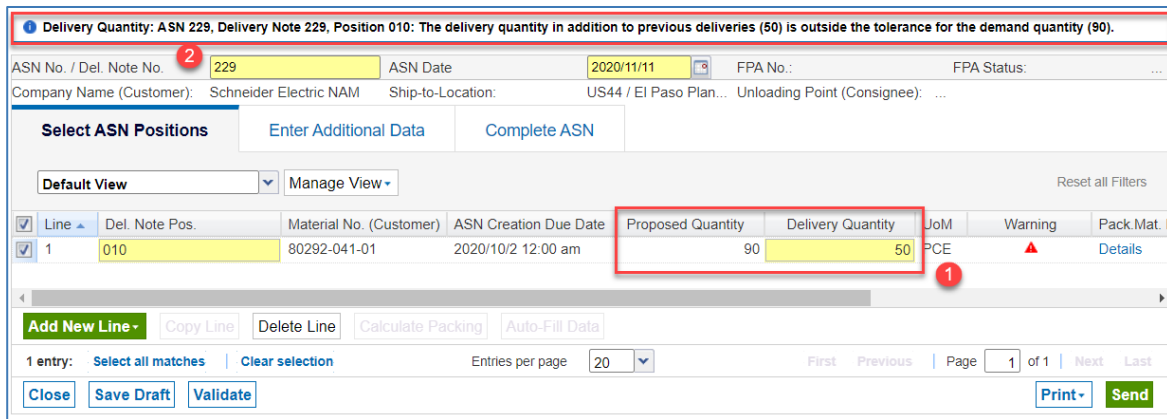 Delivery Quantity: ASN 229, Delivery Note 229, Position 010: The delivery quantity in addition to previous deliveries (50) is outside the tolerance for the demand quantity (90).
2
ASN No. / Del. Note No. 229 ASN Date 2020/11/11 FPA No.: FPA Status: ...
Company Name (Customer): Schneider Electric NAM Ship-to-Location: US44 / El Paso Plan... Unloading Point (Consignee): ...
Select ASN Positions Enter Additional Data Complete ASN
Default View Manage View Reset all Filters
Line Del. Note Pos. Material No. (Customer) ASN Creation Due Date Proposed Quantity Delivery Quantity UoM Warning Pack.Mat.
1 010 80292-041-01 2020/10/2 12:00 am 90 50 PCE Details
1
Add New Line Copy Line Delete Line Calculate Packing Auto-Fill Data
1 entry: Select all matches Clear selection Entries per page 20 First Previous Page 1 of 1 Next Last
Close Save Draft Validate Print Send